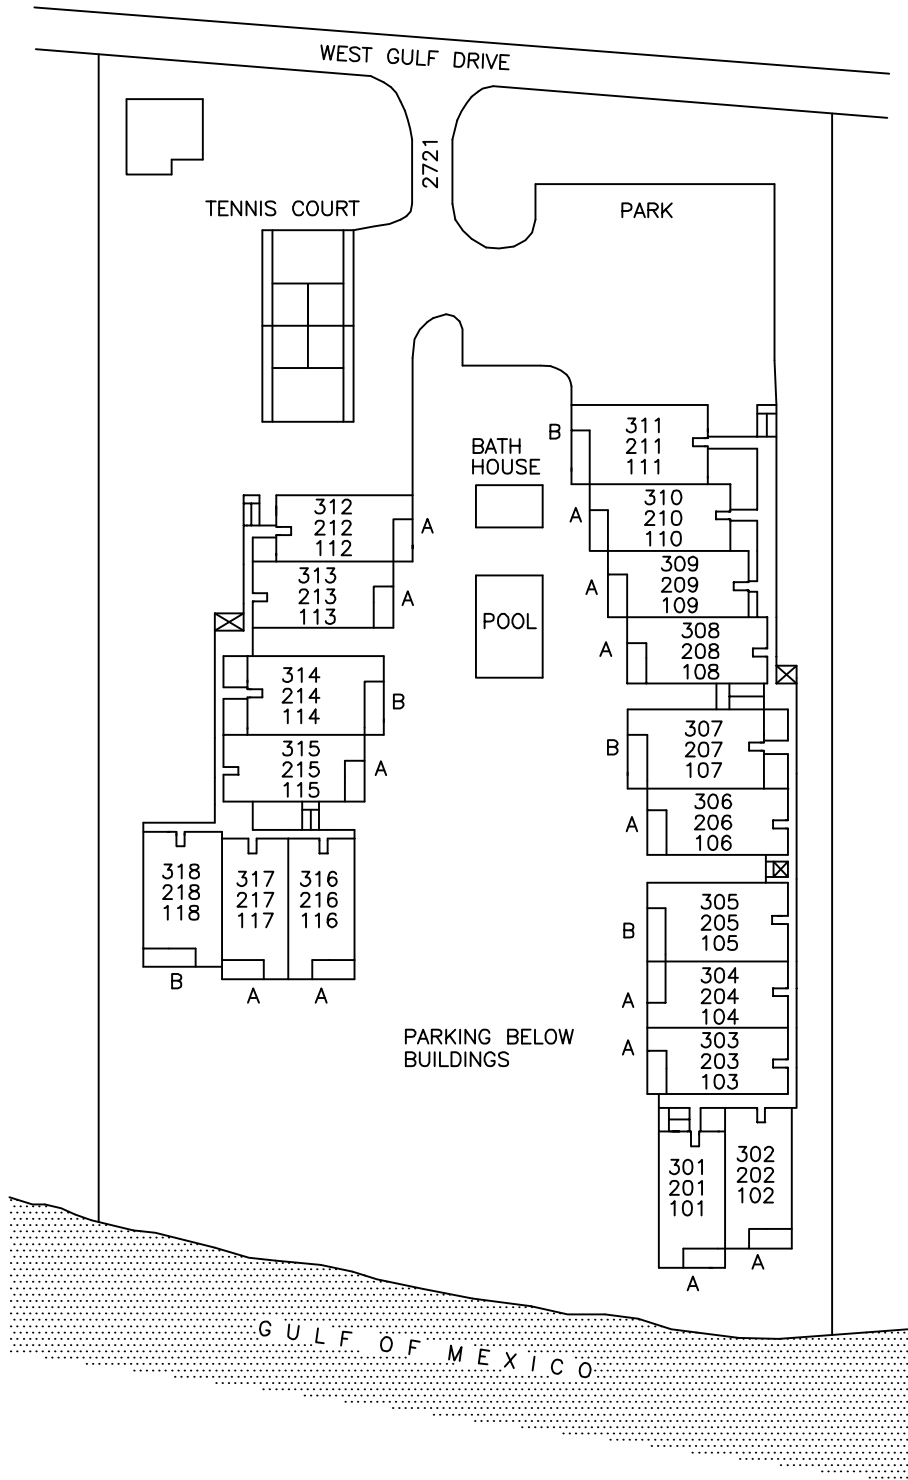 WEST GULF DRIVE
2721
TENNIS COURT
PARK
B
311
211
111
BATH
HOUSE
312
212
112
A
A
310
210
110
313
213
113
A
A
309
209
109
POOL
A
308
208
108
314
214
114
B
B
307
207
107
315
215
115
A
A
306
206
106
318
218
118
B
317
217
117
A
316
216
116
A
B
305
205
105
A
304
204
104
A
303
203
103
PARKING BELOW
BUILDINGS
301
201
101
A
302
202
102
A
GULF OF MEXICO